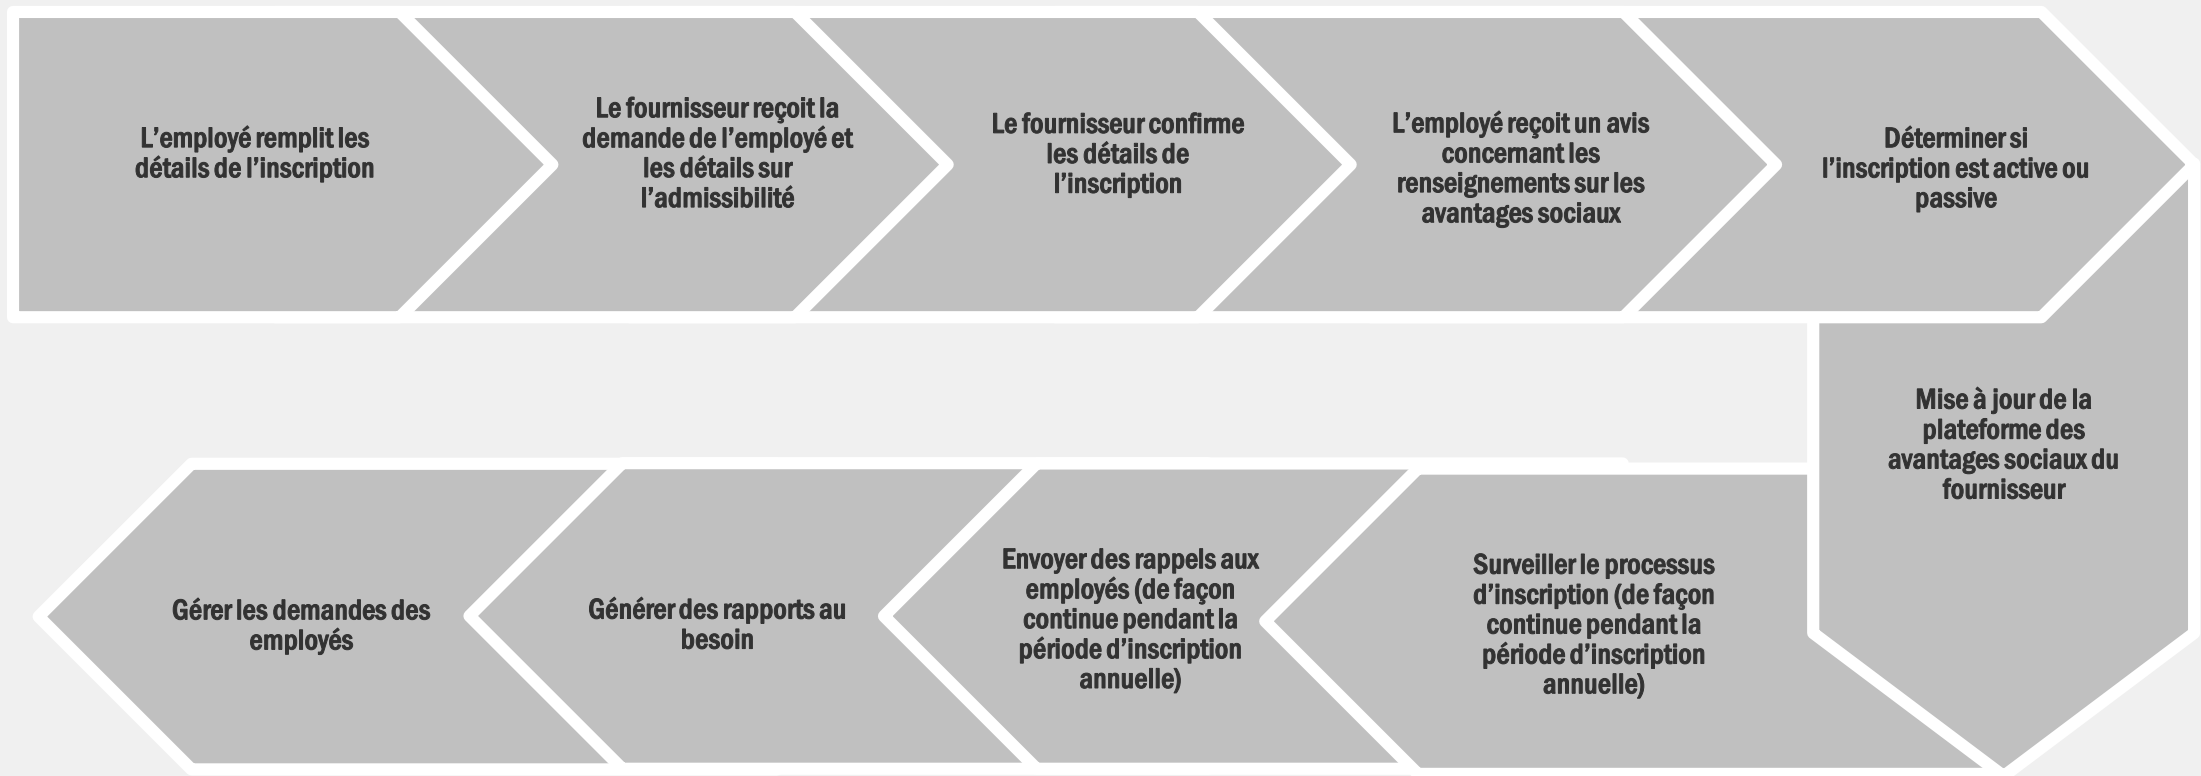 L’employé remplit les
détails de l’inscription
Le fournisseur reçoit la
demande de l’employé et
les détails sur
l’admissibilité
Le fournisseur confirme
les détails de
l’inscription
L’employé reçoit un avis
concernant les
renseignements sur les
avantages sociaux
Déterminer si
l’inscription est active ou
passive
Mise à jour de la
plateforme des
avantages sociaux du
fournisseur
Surveiller le processus
d’inscription (de façon
continue pendant la
période d’inscription
annuelle)
Envoyer des rappels aux
employés (de façon
continue pendant la
période d’inscription
annuelle)
Générer des rapports au
besoin
Gérer les demandes des
employés